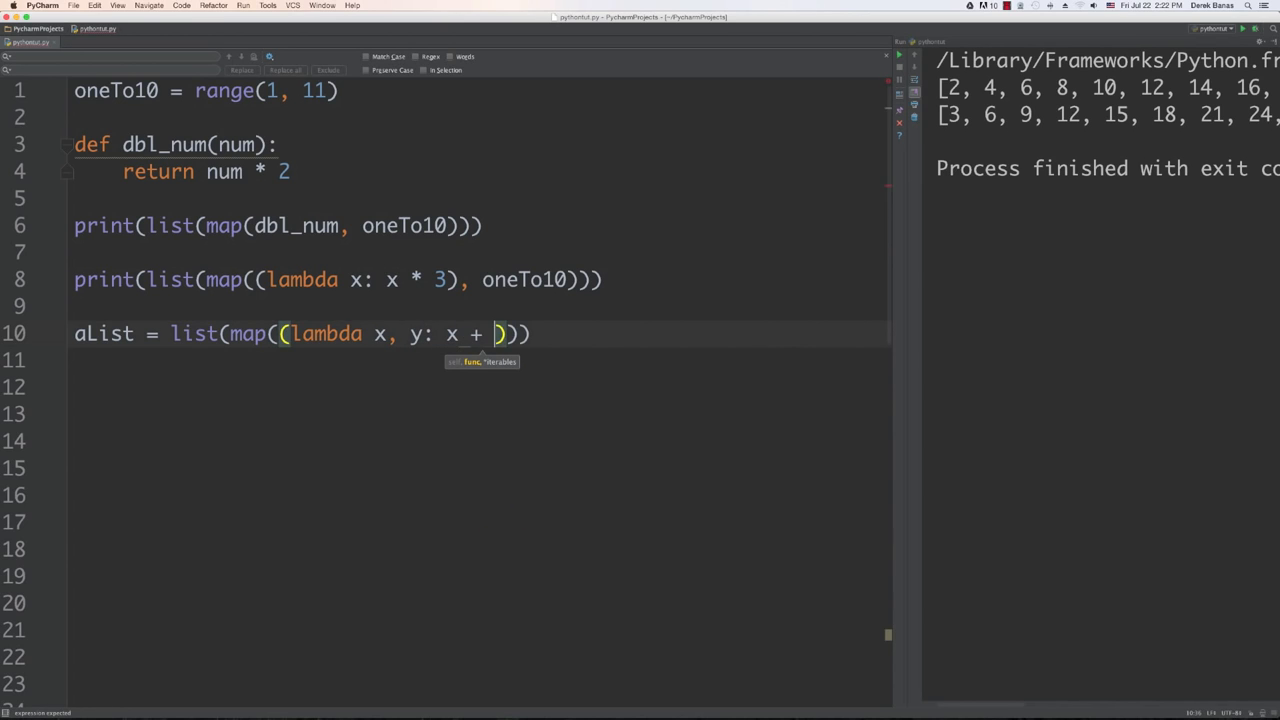 PyCharm File Edit View Navigate Code Refactor Run Tools VCS Window Help 10 Fri Jul 22 2:22 PM Derek Banas
pythontut.py - PycharmProjects - [~/PycharmProjects]
PycharmProjects pythontut.py pythontut
pythontut.py Run pythontut
Match Case Regex Words
Replace Replace all Exclude Preserve Case In Selection
1 oneTo10 = range(1, 11)
2
3 def dbl_num(num):
4 return num * 2
5
6 print(list(map(dbl_num, oneTo10)))
7
8 print(list(map((lambda x: x * 3), oneTo10)))
9
10 aList = list(map((lambda x, y: x + )))
self, func, *iterables
11
12
13
14
15
16
17
18
19
20
21
22
23
/Library/Frameworks/Python.fr
[2, 4, 6, 8, 10, 12, 14, 16,
[3, 6, 9, 12, 15, 18, 21, 24,
Process finished with exit co
expression expected 10:36 LF÷ UTF-8÷